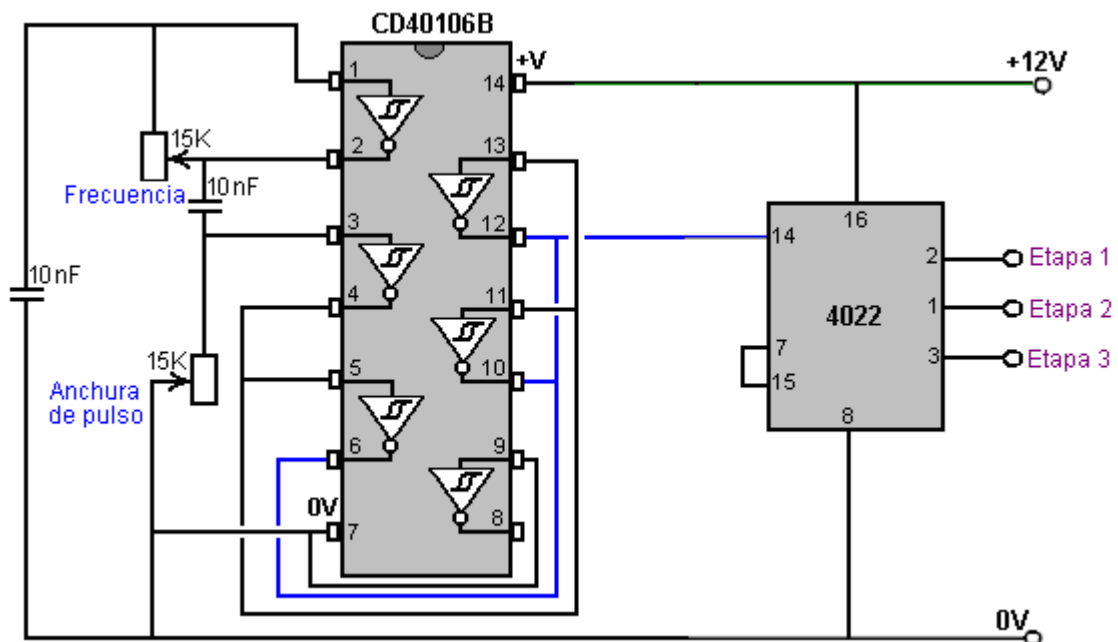 CD40106B
+V
+12V
1
14
15K
2
13
Frecuencia
10nF
3
12
14
16
2
Etapa 1
10nF
4
11
4022
1
Etapa 2
15K
5
10
7
3
Etapa 3
15
Anchura
de pulso
8
6
9
0V
7
8
0V